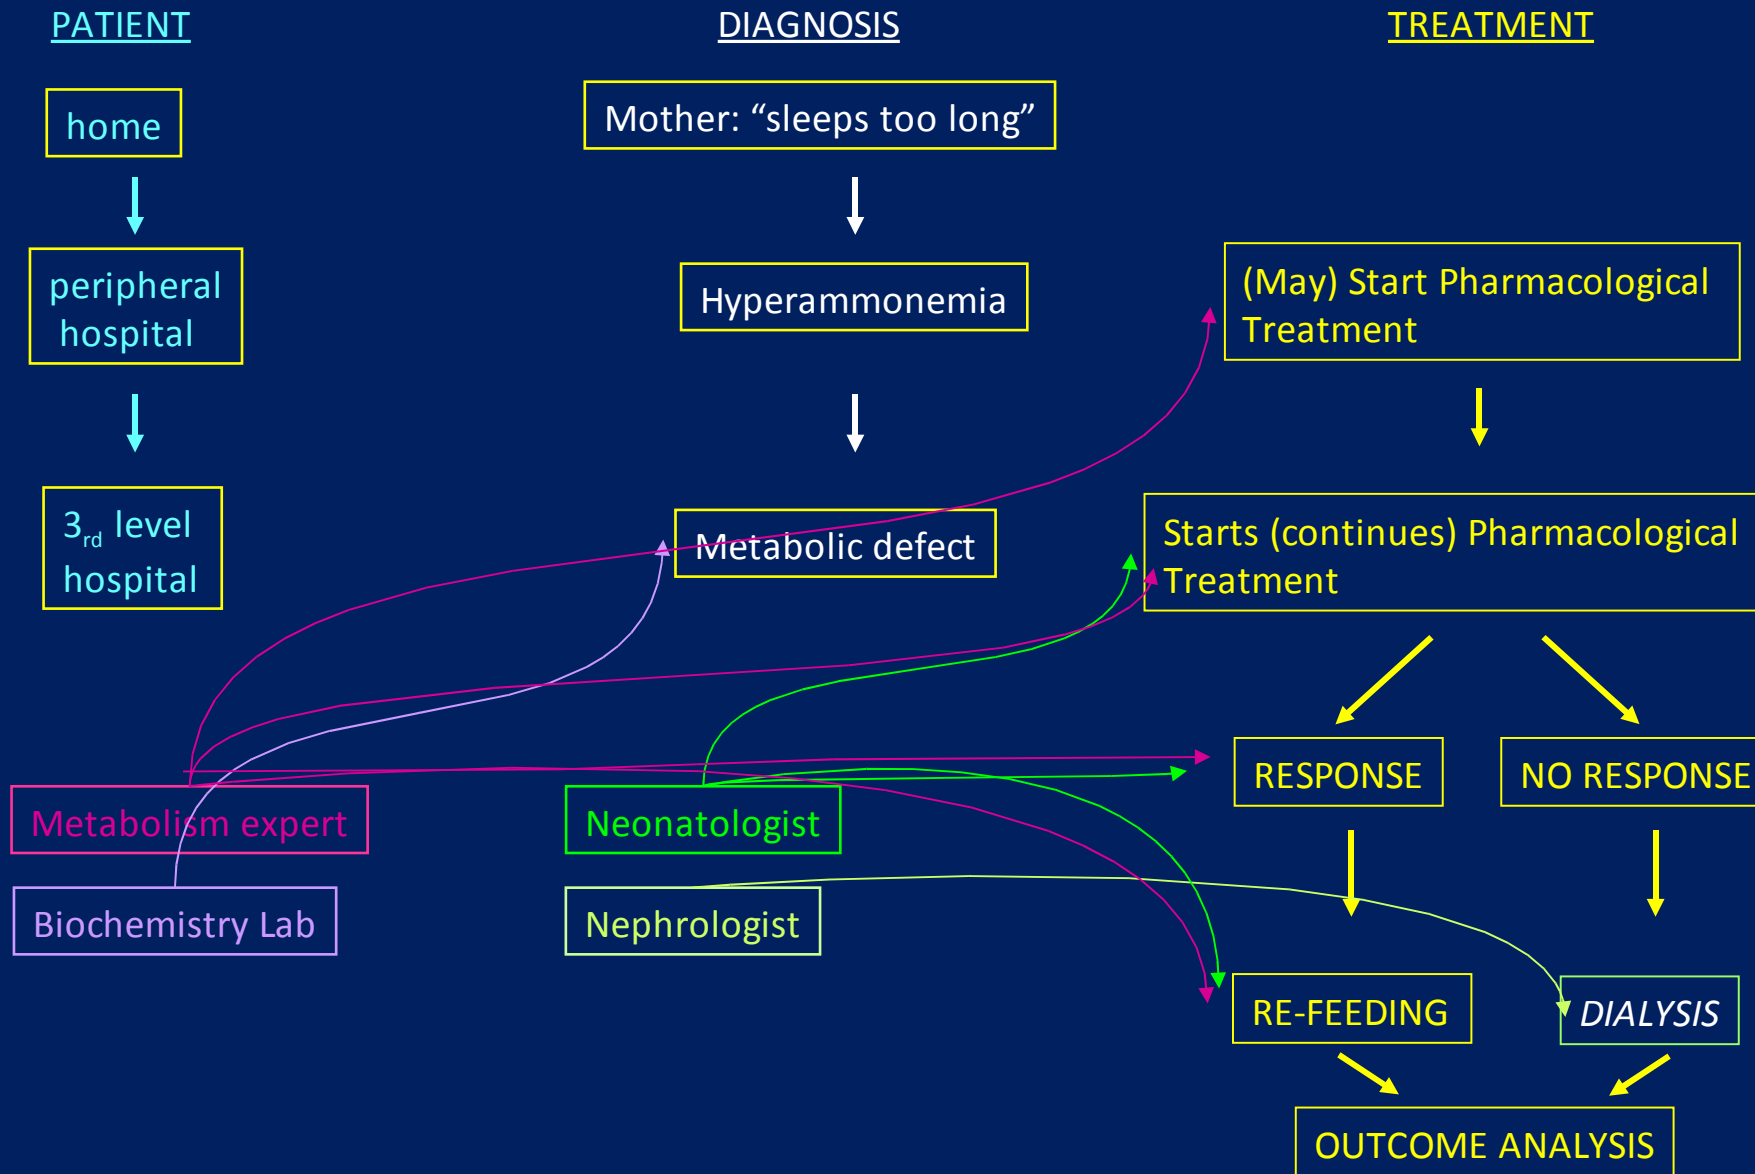 PATIENT
DIAGNOSIS
TREATMENT
home
Mother: “sleeps too long”
peripheral
hospital
Hyperammonemia
(May) Start Pharmacological
Treatment
3rd level
hospital
Metabolic defect
Starts (continues) Pharmacological
Treatment
RESPONSE
NO RESPONSE
Metabolism expert
Neonatologist
Biochemistry Lab
Nephrologist
RE-FEEDING
DIALYSIS
OUTCOME ANALYSIS